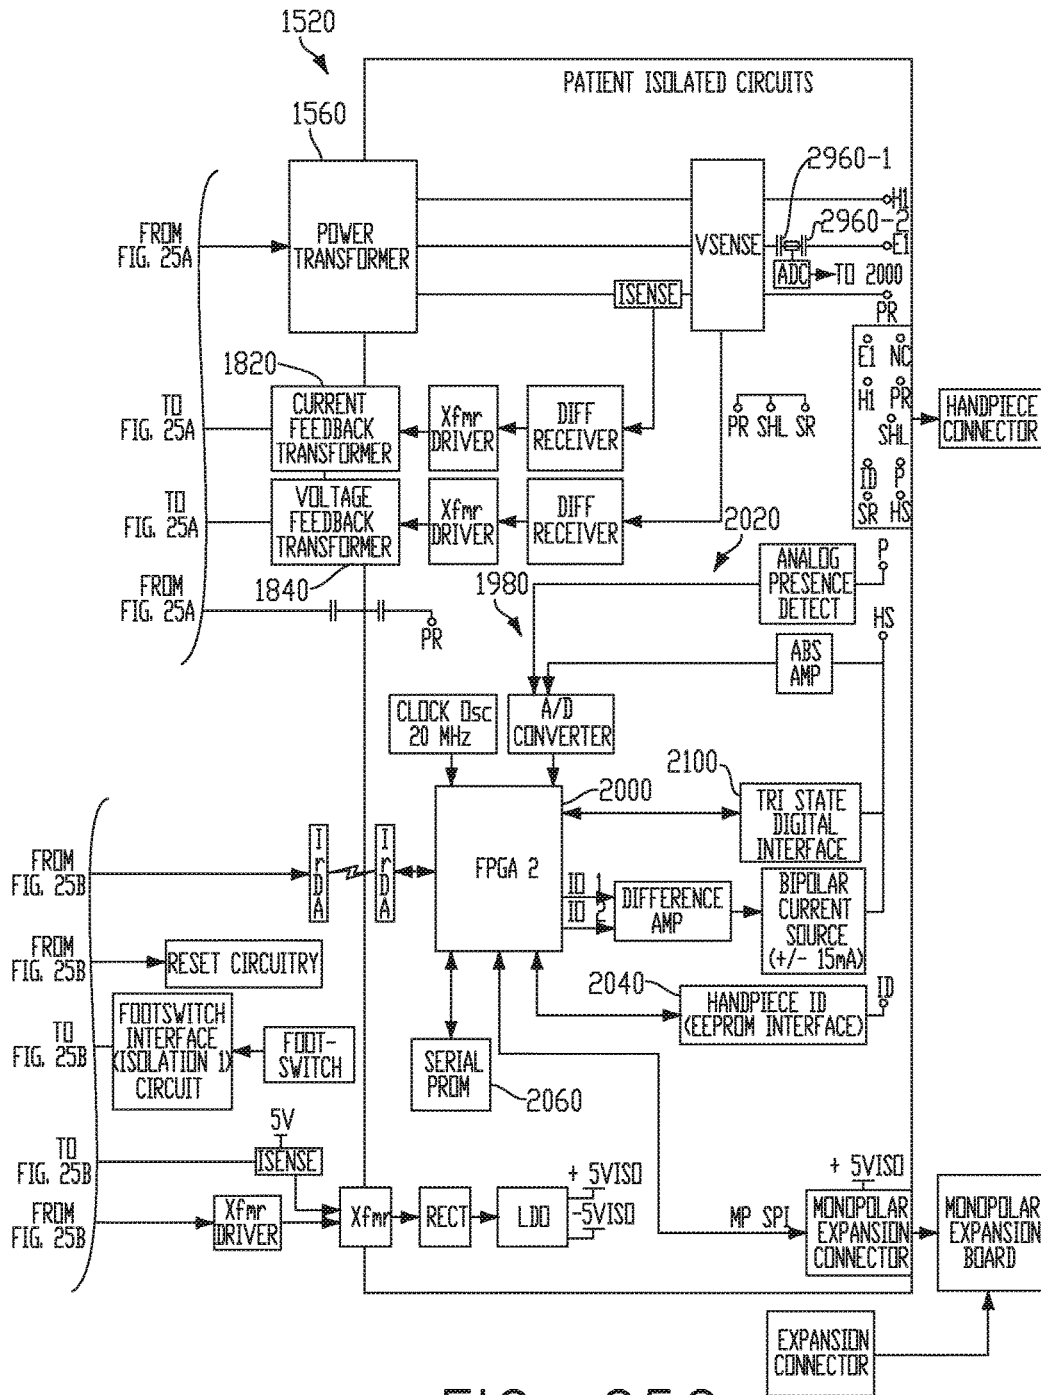 1520
PATIENT ISOLATED CIRCUITS
1560
2960-1
H1
2960-2
FROM
FIG. 25A
POWER
TRANSFORMER
VSENSE
E1
ADC
TO 2000
ISENSE
PR
E1 NC
1820
H1 PR
TO
FIG. 25A
CURRENT
FEEDBACK
TRANSFORMER
Xfmr
DRIVER
DIFF
RECEIVER
PR SHL SR
SHL
HANDPIECE
CONNECTOR
ID P
SR HS
TO
FIG. 25A
VOLTAGE
FEEDBACK
TRANSFORMER
Xfmr
DRIVER
DIFF
RECEIVER
2020
1840
FROM
FIG. 25A
PR
1980
ANALOG
PRESENCE
DETECT
P
HS
ABS
AMP
CLOCK Osc
20 MHz
A/D
CONVERTER
2100
2000
TRI STATE
DIGITAL
INTERFACE
FROM
FIG. 25B
IrDA
IrDA
FPGA 2
IO 1
IO 2
DIFFERENCE
AMP
BIPOLAR
CURRENT
SOURCE
(+/- 15mA)
FROM
FIG. 25B
RESET CIRCUITRY
2040
HANDPIECE ID
(EEPROM INTERFACE)
ID
TO
FIG. 25B
FOOTSWITCH
INTERFACE
(ISOLATION 1)
CIRCUIT
FOOT-
SWITCH
SERIAL
PROM
2060
5V
TO
FIG. 25B
ISENSE
FROM
FIG. 25B
Xfmr
DRIVER
Xfmr
RECT
LDO
+ 5VISO
-5VISO
MP SPI
+ 5VISO
MONOPOLAR
EXPANSION
CONNECTOR
MONOPOLAR
EXPANSION
BOARD
EXPANSION
CONNECTOR